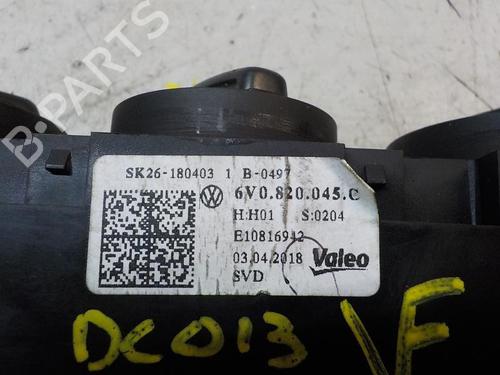 B-PARTS
SK26-180403 1 B-0497
6V0.820.045.C
H:H01 S:0204
E10816942
03.04.2018
Valeo
SVD
DC013 VF